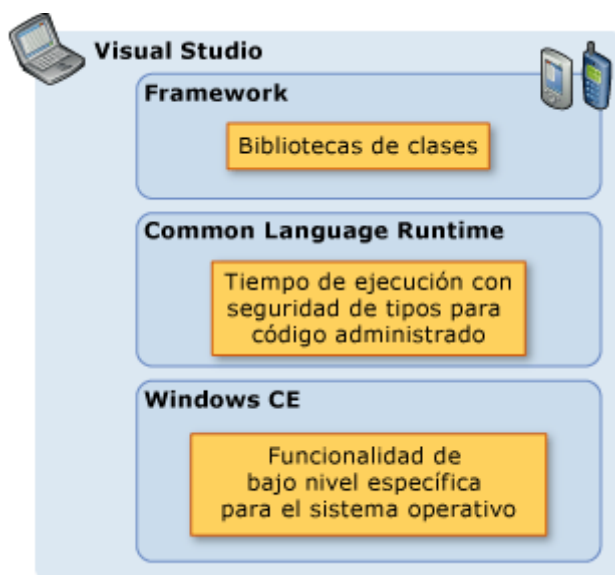 Visual Studio
Framework
Bibliotecas de clases
Common Language Runtime
Tiempo de ejecución con
seguridad de tipos para
código administrado
Windows CE
Funcionalidad de
bajo nivel específica
para el sistema operativo